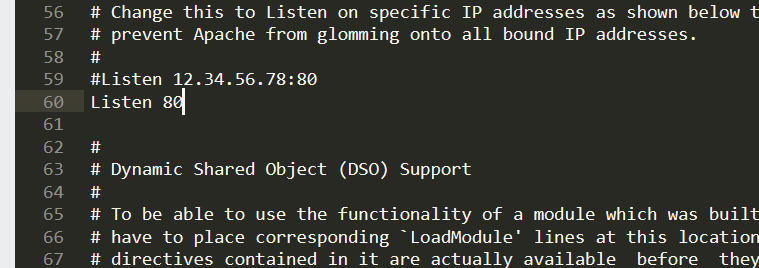 56 # Change this to Listen on specific IP addresses as shown below
57 # prevent Apache from glomming onto all bound IP addresses.
58 #
59 #Listen 12.34.56.78:80
60 Listen 80
61
62 #
63 # Dynamic Shared Object (DSO) Support
64 #
65 # To be able to use the functionality of a module which was built
66 # have to place corresponding `LoadModule' lines at this location
67 # directives contained in it are actually available  before  they